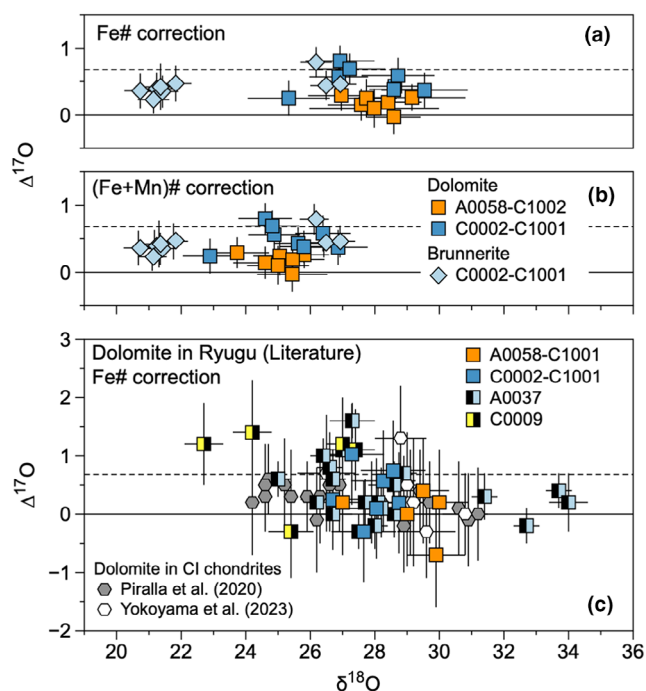 Fe# correction
(a)
1
0
Δ¹⁷O
(Fe+Mn)# correction
(b)
Dolomite
A0058-C1002
C0002-C1001
Brunnerite
C0002-C1001
1
0
Dolomite in Ryugu (Literature)
Fe# correction
A0058-C1001
C0002-C1001
A0037
C0009
3
2
1
0
−1
−2
Δ¹⁷O
Dolomite in CI chondrites
Piralla et al. (2020)
Yokoyama et al. (2023)
(c)
20 22 24 26 28 30 32 34 36
δ¹⁸O